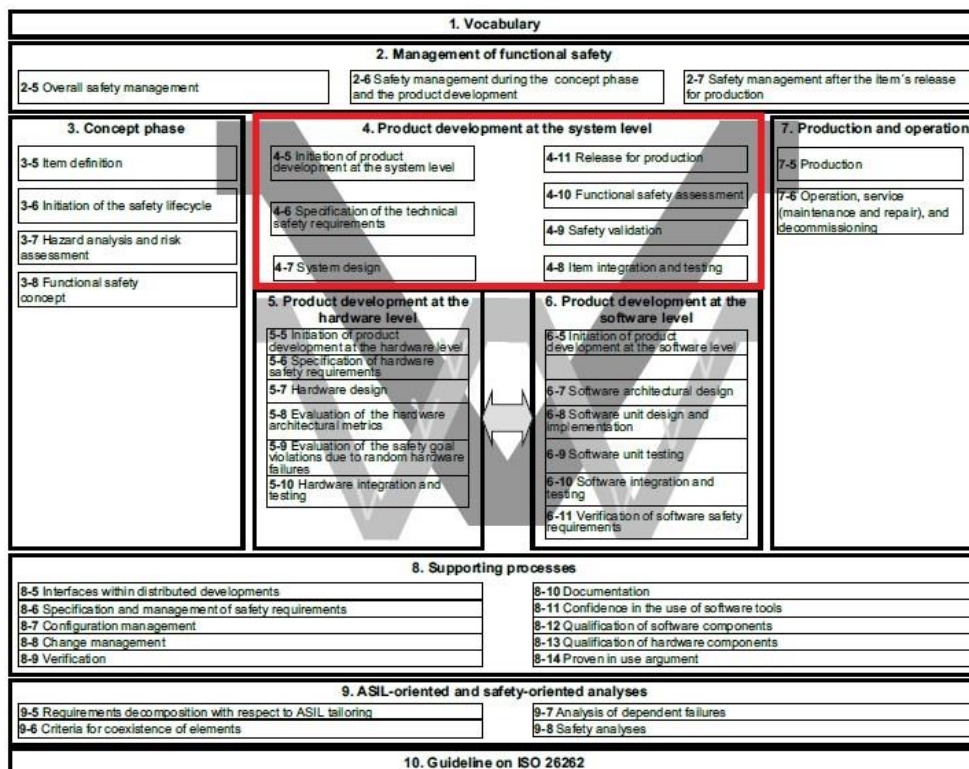 1. Vocabulary
2. Management of functional safety
2-5 Overall safety management
2-6 Safety management during the concept phase
and the product development
2-7 Safety management after the item´s release
for production
3. Concept phase
3-5 Item definition
3-6 Initiation of the safety lifecycle
3-7 Hazard analysis and risk
assessment
3-8 Functional safety
concept
4. Product development at the system level
4-5 Initiation of product
development at the system level
4-6 Specification of the technical
safety requirements
4-7 System design
4-11 Release for production
4-10 Functional safety assessment
4-9 Safety validation
4-8 Item integration and testing
7. Production and operation
7-5 Production
7-6 Operation, service
(maintenance and repair), and
decommissioning
5. Product development at the
hardware level
5-5 Initiation of product
development at the hardware level
5-6 Specification of hardware
safety requirements
5-7 Hardware design
5-8 Evaluation of the hardware
architectural metrics
5-9 Evaluation of the safety goal
violations due to random hardware
failures
5-10 Hardware integration and
testing
6. Product development at the
software level
6-5 Initiation of product
development at the software level
6-7 Software architectural design
6-8 Software unit design and
implementation
6-9 Software unit testing
6-10 Software integration and
testing
6-11 Verification of software safety
requirements
8. Supporting processes
8-5 Interfaces within distributed developments
8-6 Specification and management of safety requirements
8-7 Configuration management
8-8 Change management
8-9 Verification
8-10 Documentation
8-11 Confidence in the use of software tools
8-12 Qualification of software components
8-13 Qualification of hardware components
8-14 Proven in use argument
9. ASIL-oriented and safety-oriented analyses
9-5 Requirements decomposition with respect to ASIL tailoring
9-6 Criteria for coexistence of elements
9-7 Analysis of dependent failures
9-8 Safety analyses
10. Guideline on ISO 26262